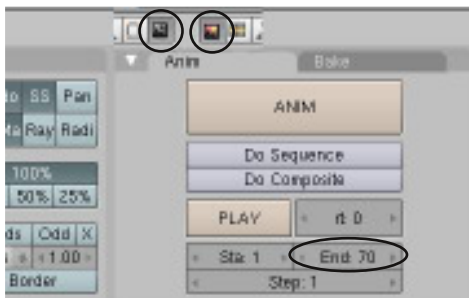 Anim Bake
SS Pan
ANIM
Ray Radi
Do Sequence
100%
Do Composite
50% 25%
PLAY rt: 0
Odd X
Sta: 1 End: 70
1.00
Step: 1
Border